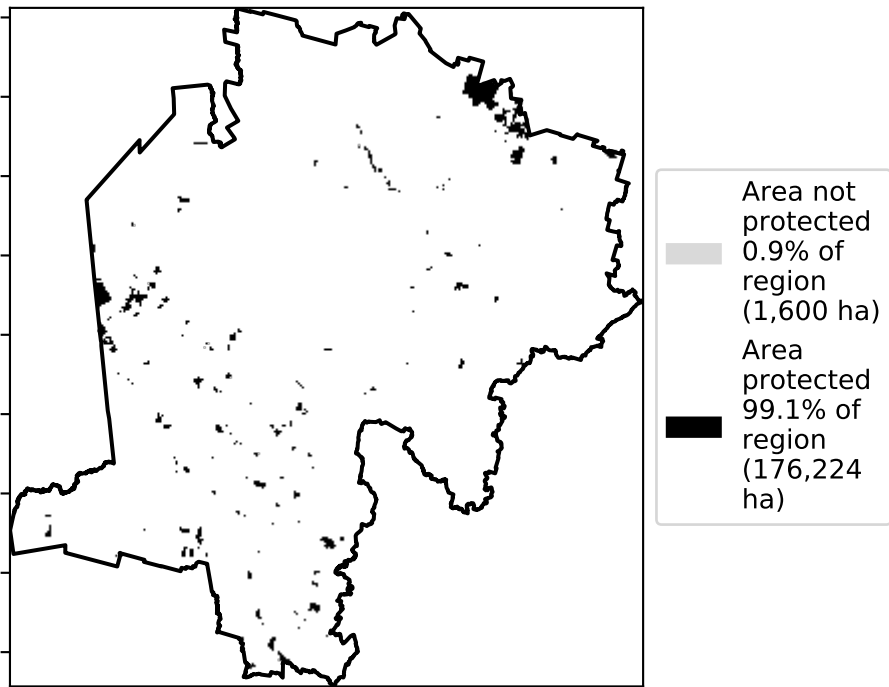 Area not
protected
0.9% of
region
(1,600 ha)
Area
protected
99.1% of
region
(176,224
ha)